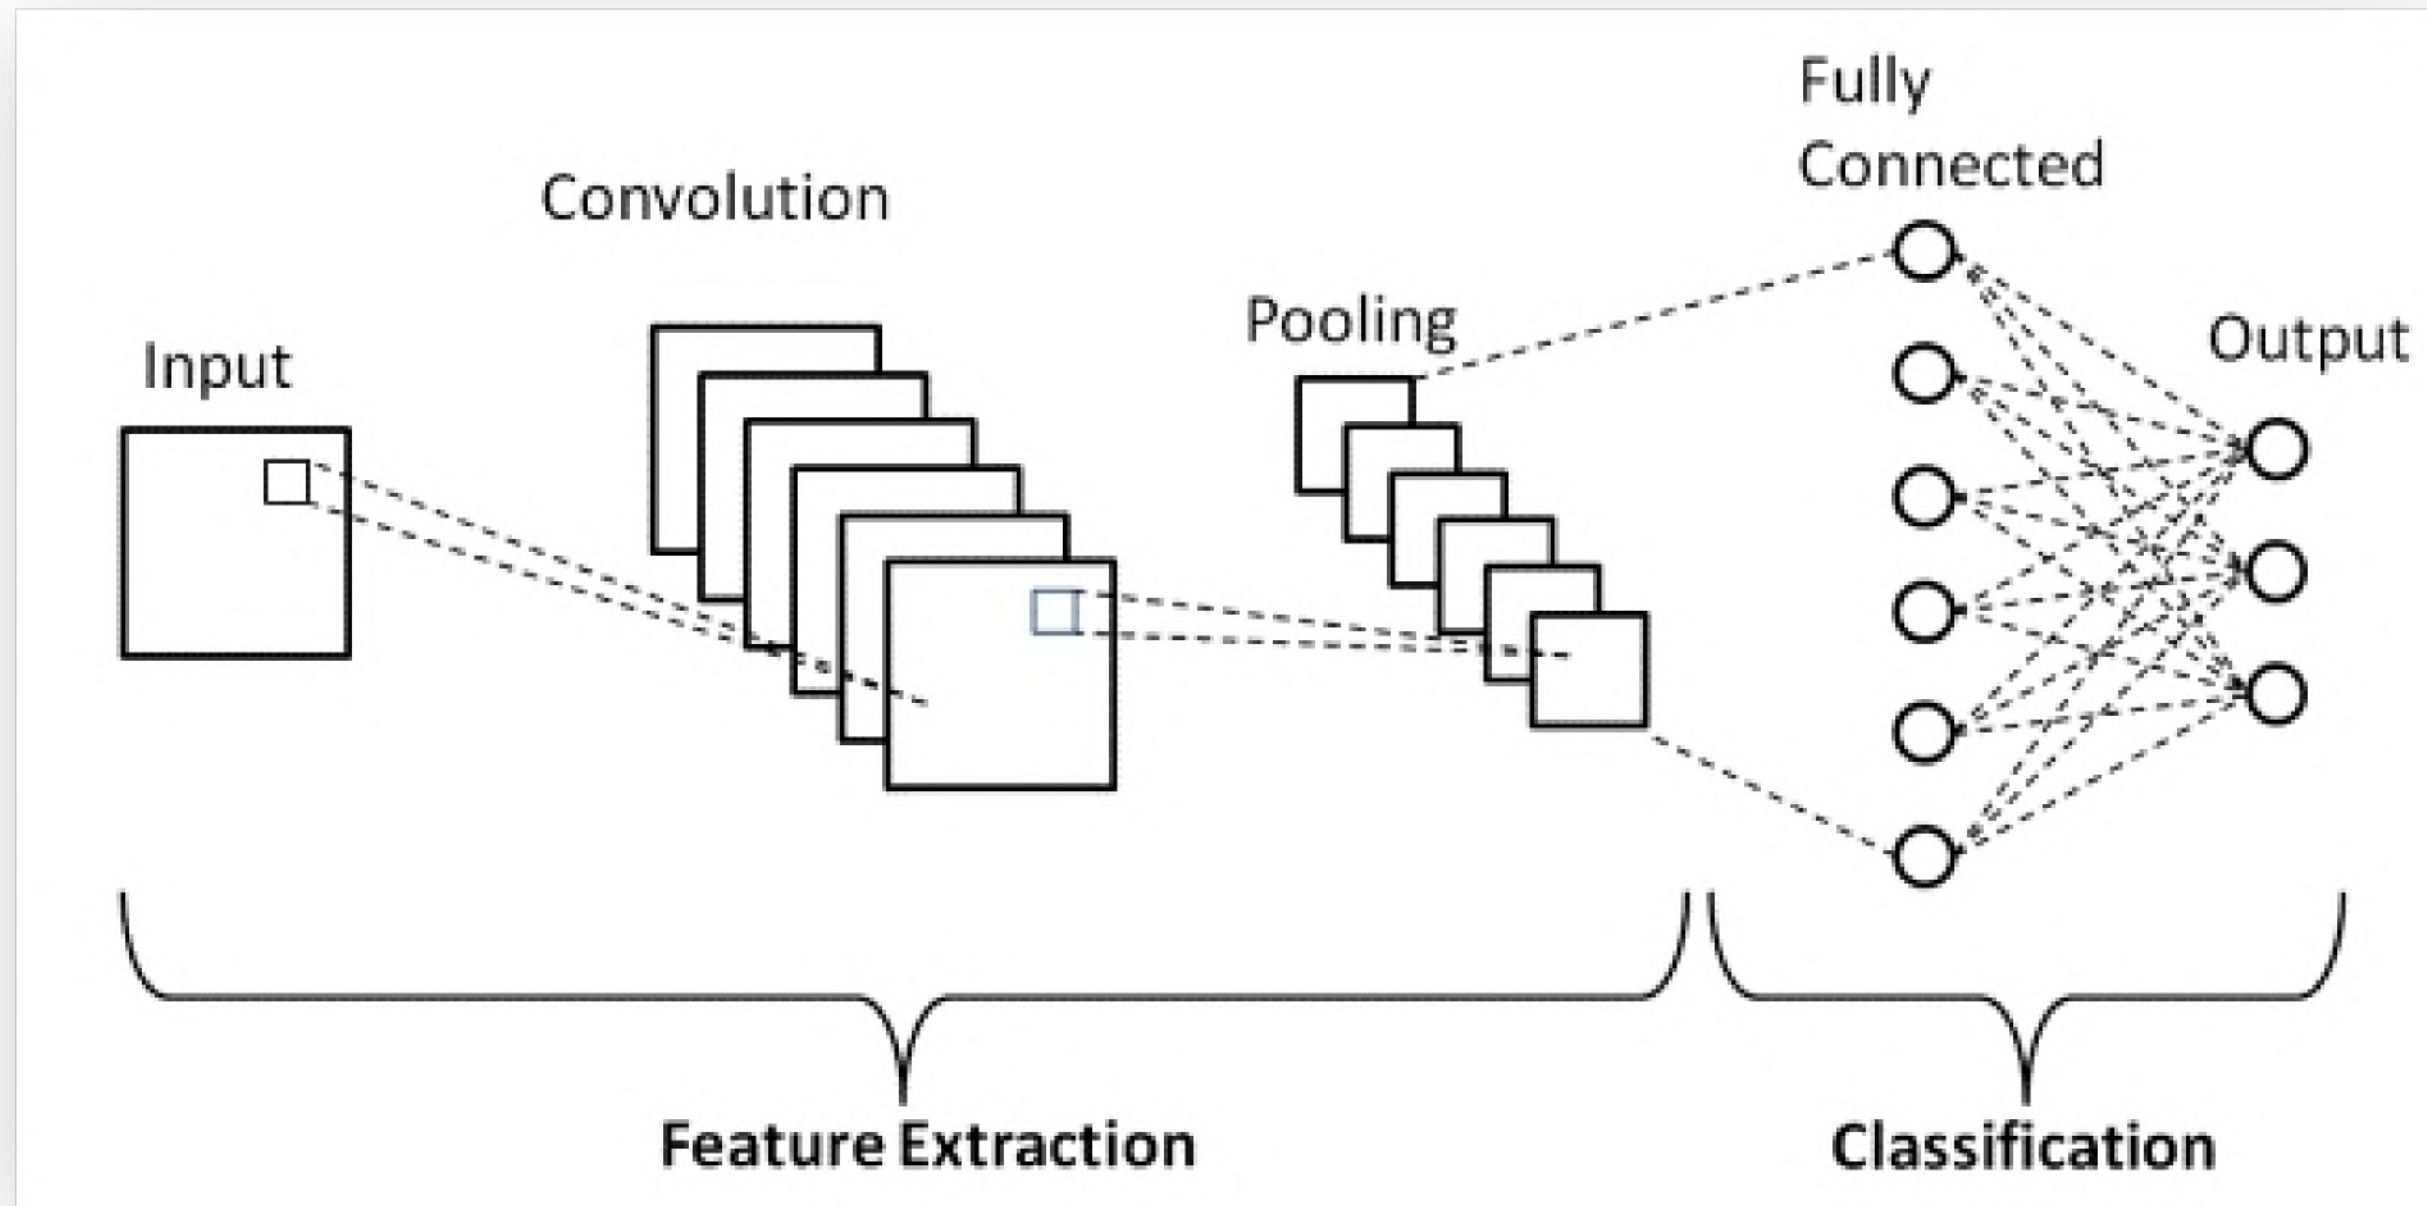 Input
Convolution
Pooling
Fully
Connected
Output
Feature Extraction
Classification